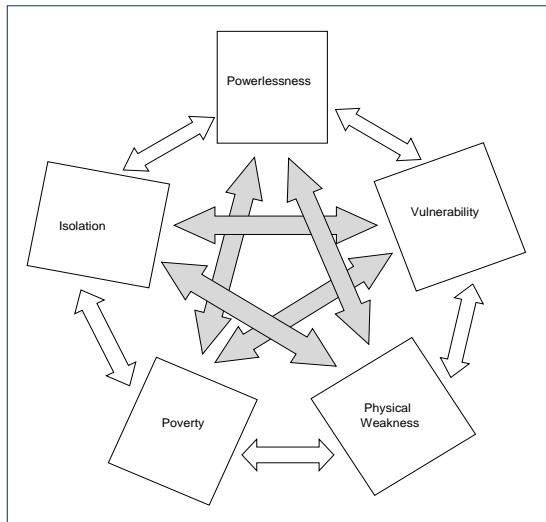 Powerlessness
Isolation
Vulnerability
Poverty
Physical
Weakness